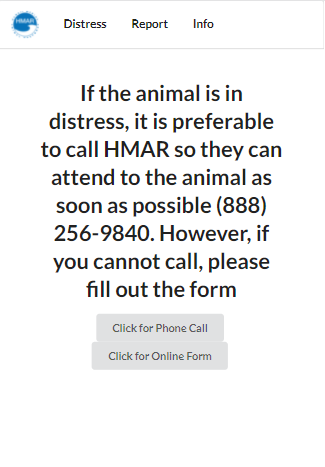 HMAR
Distress Report Info
If the animal is in
distress, it is preferable
to call HMAR so they can
attend to the animal as
soon as possible (888)
256-9840. However, if
you cannot call, please
fill out the form
Click for Phone Call
Click for Online Form